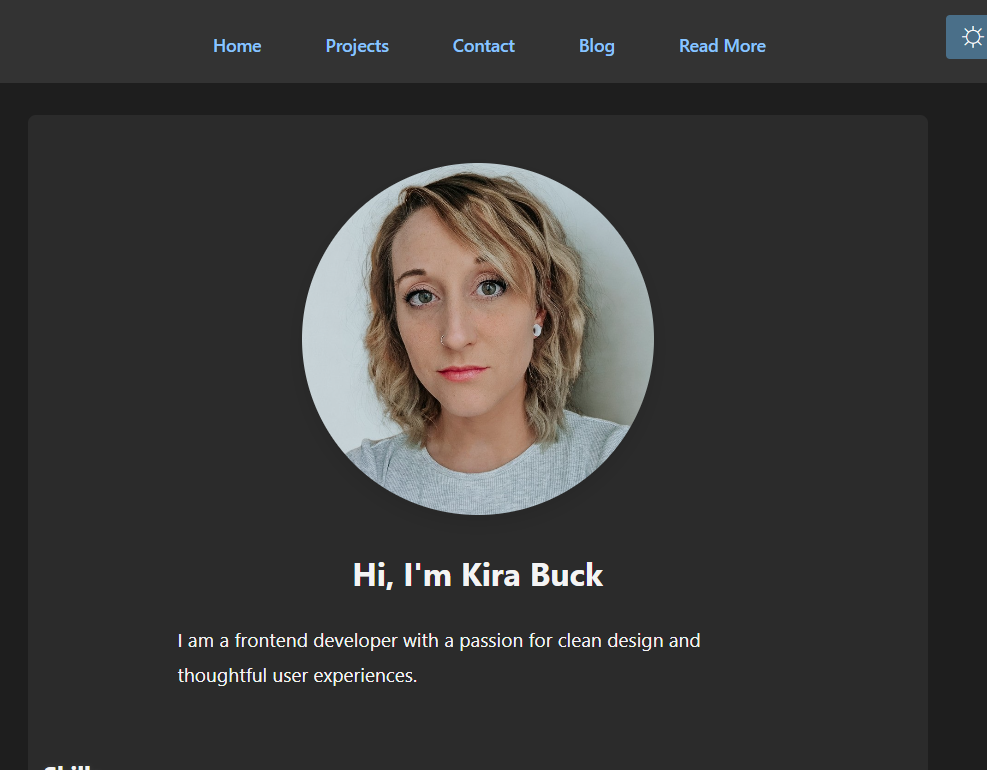 Home Projects Contact Blog Read More
Hi, I'm Kira Buck
I am a frontend developer with a passion for clean design and
thoughtful user experiences.